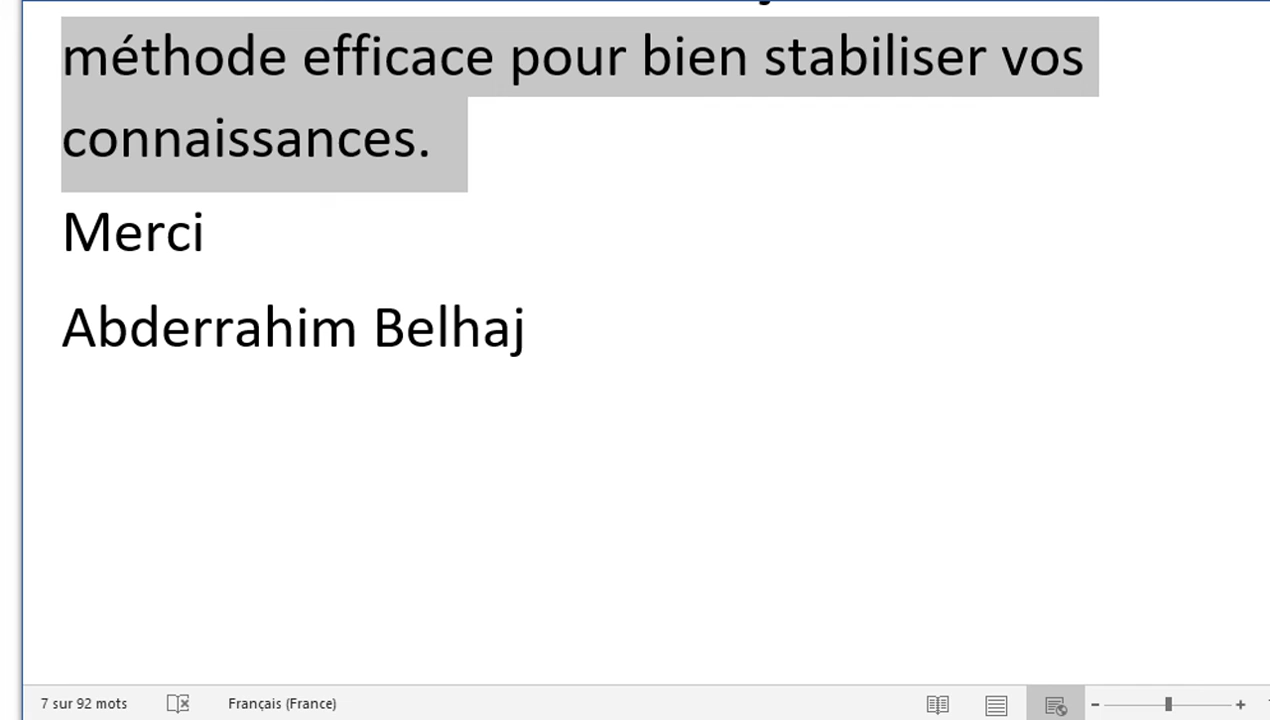 méthode efficace pour bien stabiliser vos
connaissances.
Merci
Abderrahim Belhaj
7 sur 92 mots
Français (France)